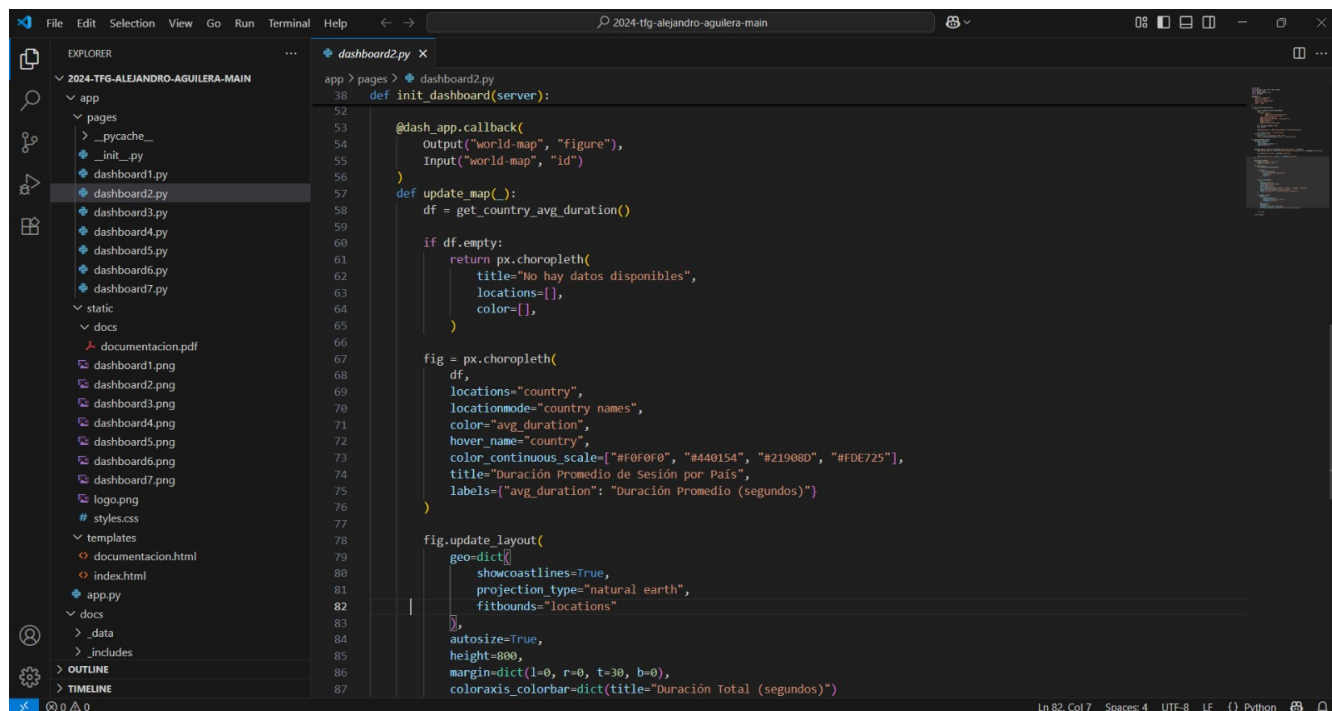 File Edit Selection View Go Run Terminal Help
2024-tfg-alejandro-aguilera-main
EXPLORER
2024-TFG-ALEJANDRO-AGUILERA-MAIN
app
pages
__pycache__
__init__.py
dashboard1.py
dashboard2.py
dashboard3.py
dashboard4.py
dashboard5.py
dashboard6.py
dashboard7.py
static
docs
documentacion.pdf
dashboard1.png
dashboard2.png
dashboard3.png
dashboard4.png
dashboard5.png
dashboard6.png
dashboard7.png
logo.png
# styles.css
templates
<> documentacion.html
<> index.html
app.py
docs
_data
_includes
OUTLINE
TIMELINE
dashboard2.py
app > pages > dashboard2.py
38 def init_dashboard(server):
52
53 @dash_app.callback(
54 Output("world-map", "figure"),
55 Input("world-map", "id")
56 )
57 def update_map(_):
58 df = get_country_avg_duration()
59
60 if df.empty:
61 return px.choropleth(
62 title="No hay datos disponibles",
63 locations=[],
64 color=[],
65 )
66
67 fig = px.choropleth(
68 df,
69 locations="country",
70 locationmode="country names",
71 color="avg_duration",
72 hover_name="country",
73 color_continuous_scale=["#F0F0F0", "#440154", "#21908D", "#FDE725"],
74 title="Duración Promedio de Sesión por País",
75 labels={"avg_duration": "Duración Promedio (segundos)"}
76 )
77
78 fig.update_layout(
79 geo=dict(
80 showcoastlines=True,
81 projection_type="natural earth",
82 fitbounds="locations"
83 ),
84 autosize=True,
85 height=800,
86 margin=dict(l=0, r=0, t=30, b=0),
87 coloraxis_colorbar=dict(title="Duración Total (segundos)")
0 0 Ln 82, Col 7 Spaces: 4 UTF-8 LF {} Python